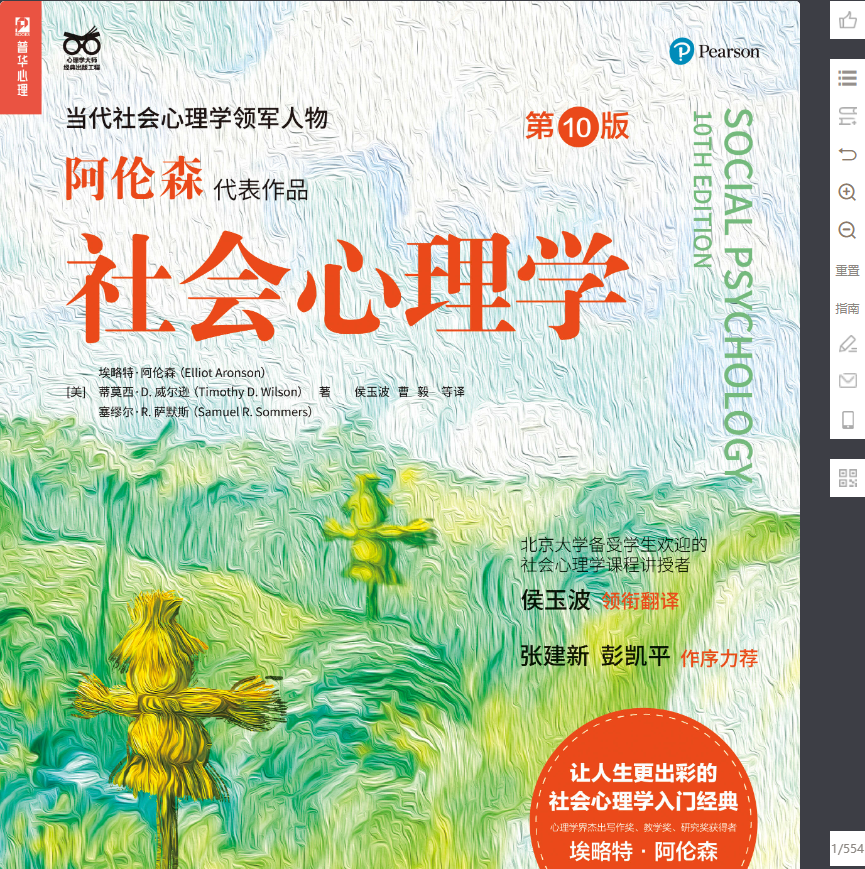 普华心理
心理学大师
经典出版工程
Pearson
当代社会心理学领军人物
第10版
阿伦森 代表作品
SOCIAL PSYCHOLOGY
10TH EDITION
社会心理学
埃略特·阿伦森（Elliot Aronson）
[美] 蒂莫西·D. 威尔逊（Timothy D. Wilson） 著 侯玉波 曹 毅 等译
塞缪尔·R. 萨默斯（Samuel R. Sommers）
北京大学备受学生欢迎的
社会心理学课程讲授者
侯玉波 领衔翻译
张建新 彭凯平 作序力荐
让人生更出彩的
社会心理学入门经典
心理学界杰出写作奖、教学奖、研究奖获得者
埃略特·阿伦森
重置
指南
1/554